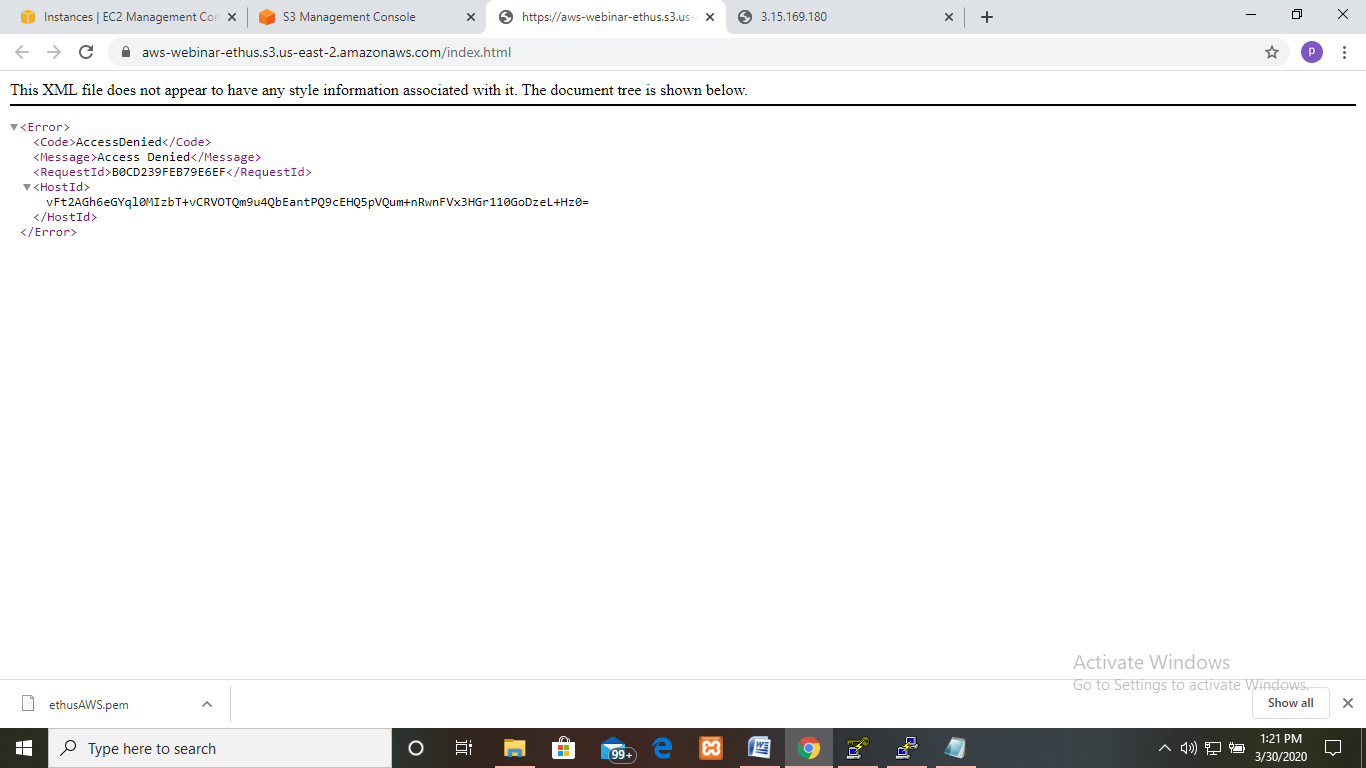 Instances | EC2 Management Con
S3 Management Console
https://aws-webinar-ethus.s3.us-
3.15.169.180
aws-webinar-ethus.s3.us-east-2.amazonaws.com/index.html
p
This XML file does not appear to have any style information associated with it. The document tree is shown below.
<Error>
<Code>AccessDenied</Code>
<Message>Access Denied</Message>
<RequestId>B0CD239FEB79E6EF</RequestId>
<HostId>
vFt2AGh6eGYql0MIzbT+vCRVOTQm9u4QbEantPQ9cEHQ5pVQum+nRwnFVx3HGr110GoDzeL+Hz0=
</HostId>
</Error>
Activate Windows
Go to Settings to activate Windows.
ethusAWS.pem
Show all
Type here to search
99+
1:21 PM
3/30/2020